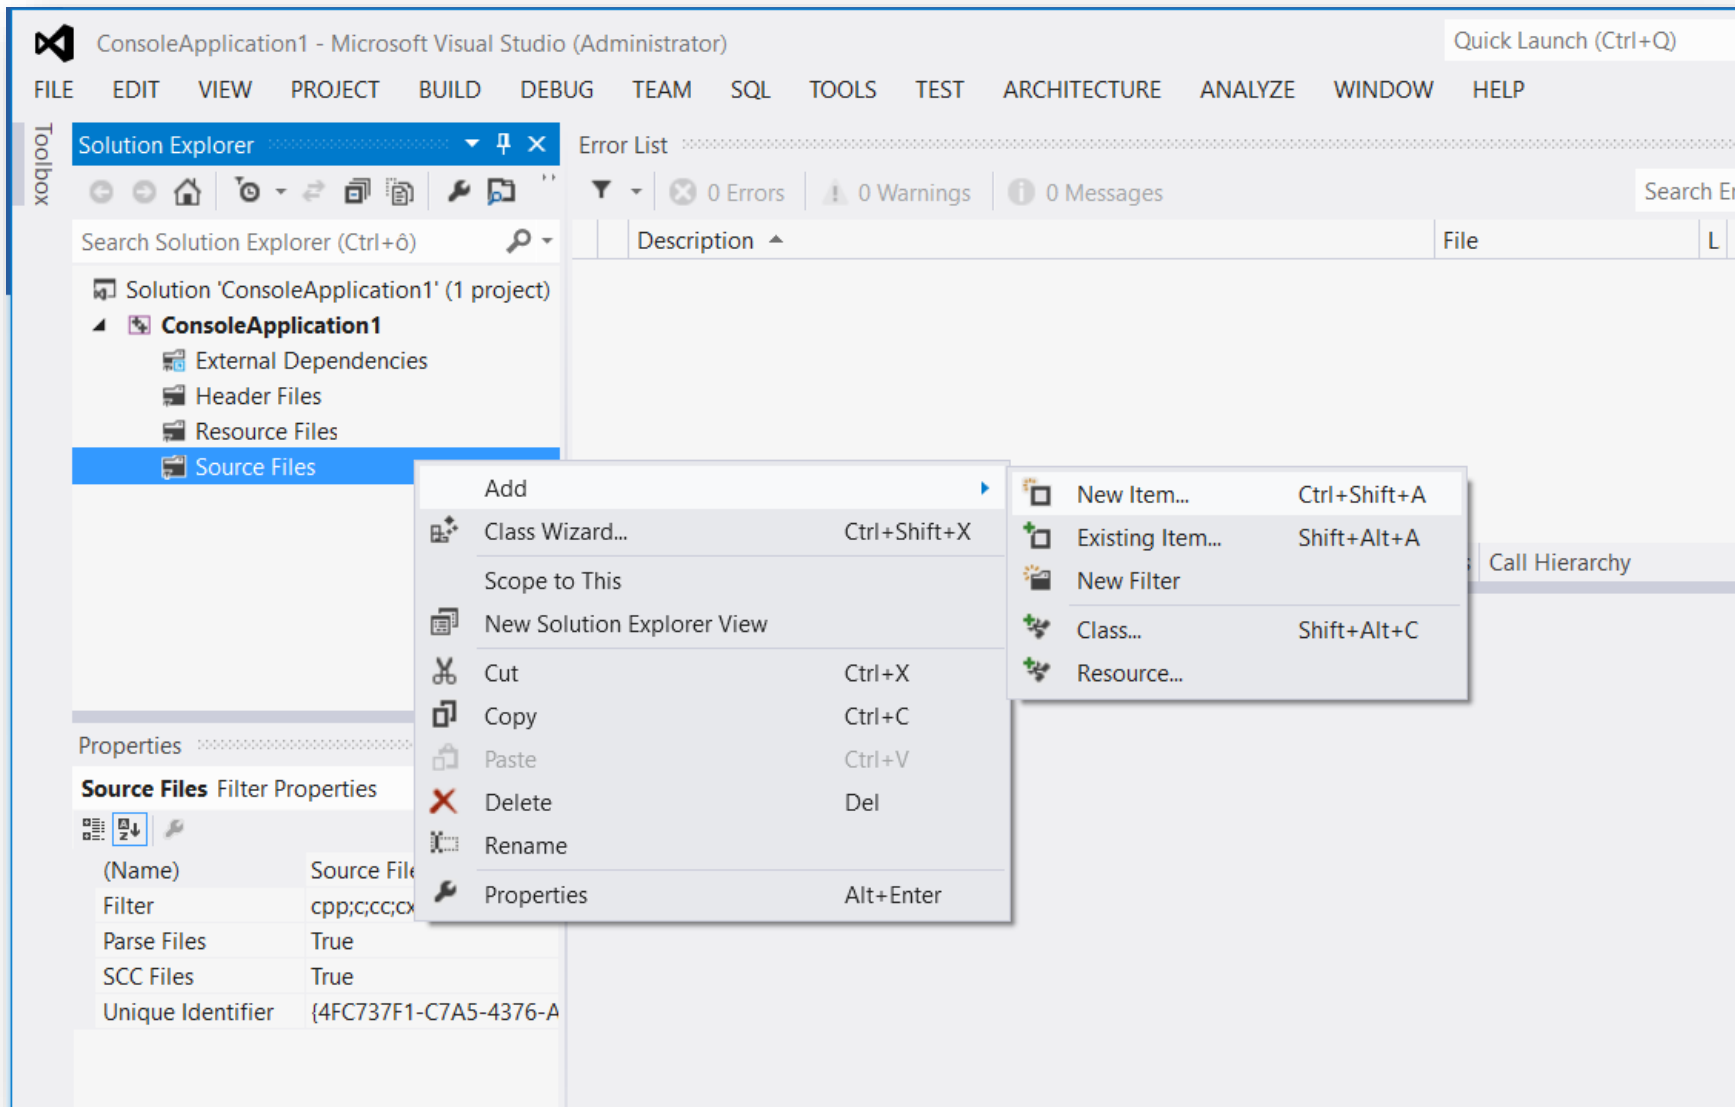 ConsoleApplication1 - Microsoft Visual Studio (Administrator)
Quick Launch (Ctrl+Q)
FILE EDIT VIEW PROJECT BUILD DEBUG TEAM SQL TOOLS TEST ARCHITECTURE ANALYZE WINDOW HELP
Toolbox
Solution Explorer
Search Solution Explorer (Ctrl+ô)
Solution 'ConsoleApplication1' (1 project)
ConsoleApplication1
External Dependencies
Header Files
Resource Files
Source Files
Error List
0 Errors 0 Warnings 0 Messages
Search
Description File L
Add
Class Wizard... Ctrl+Shift+X
Scope to This
New Solution Explorer View
Cut Ctrl+X
Copy Ctrl+C
Paste Ctrl+V
Delete Del
Rename
Properties Alt+Enter
New Item... Ctrl+Shift+A
Existing Item... Shift+Alt+A
New Filter
Class... Shift+Alt+C
Resource...
Call Hierarchy
Properties
Source Files Filter Properties
(Name) Source
Filter cpp;c;cc;cx
Parse Files True
SCC Files True
Unique Identifier {4FC737F1-C7A5-4376-A